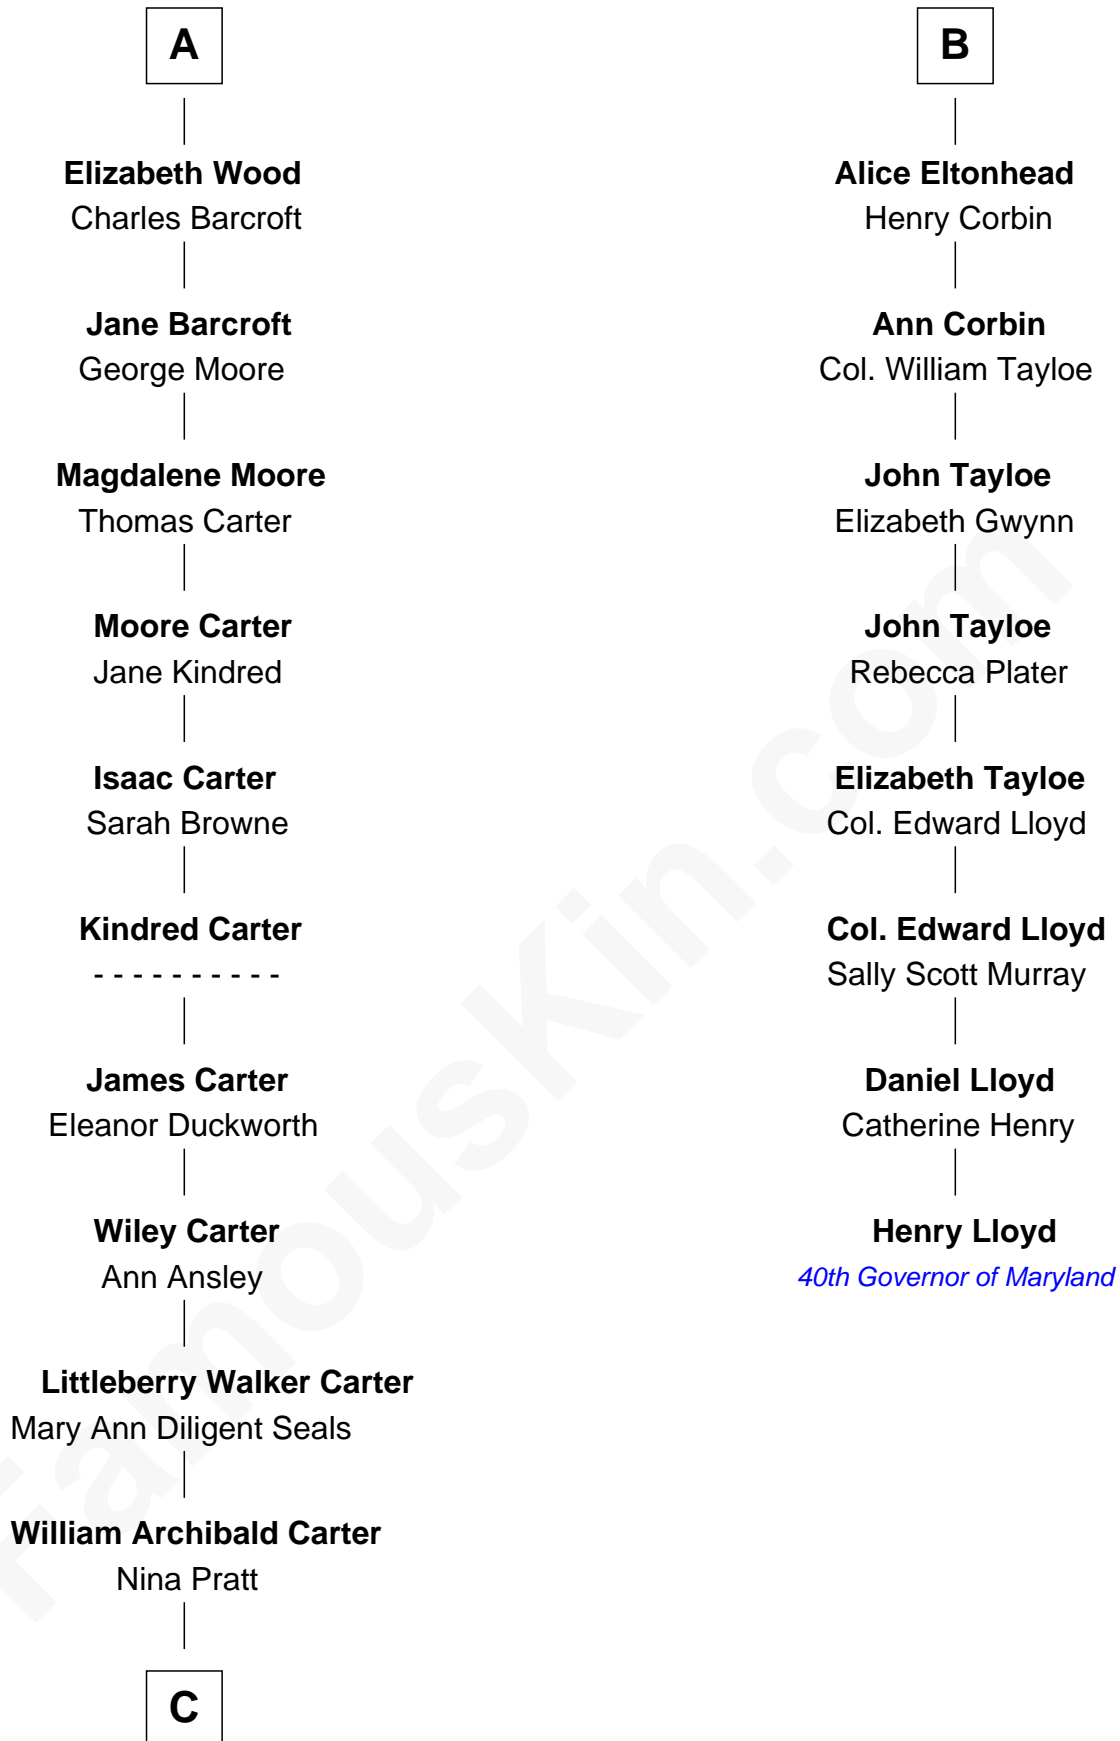 A
Elizabeth Wood
Charles Barcroft
Jane Barcroft
George Moore
Magdalene Moore
Thomas Carter
Moore Carter
Jane Kindred
Isaac Carter
Sarah Browne
Kindred Carter
- - - - - - - - - -
James Carter
Eleanor Duckworth
Wiley Carter
Ann Ansley
Littleberry Walker Carter
Mary Ann Diligent Seals
William Archibald Carter
Nina Pratt
C
B
Alice Eltonhead
Henry Corbin
Ann Corbin
Col. William Tayloe
John Tayloe
Elizabeth Gwynn
John Tayloe
Rebecca Plater
Elizabeth Tayloe
Col. Edward Lloyd
Col. Edward Lloyd
Sally Scott Murray
Daniel Lloyd
Catherine Henry
Henry Lloyd
40th Governor of Maryland
FamousKin.com